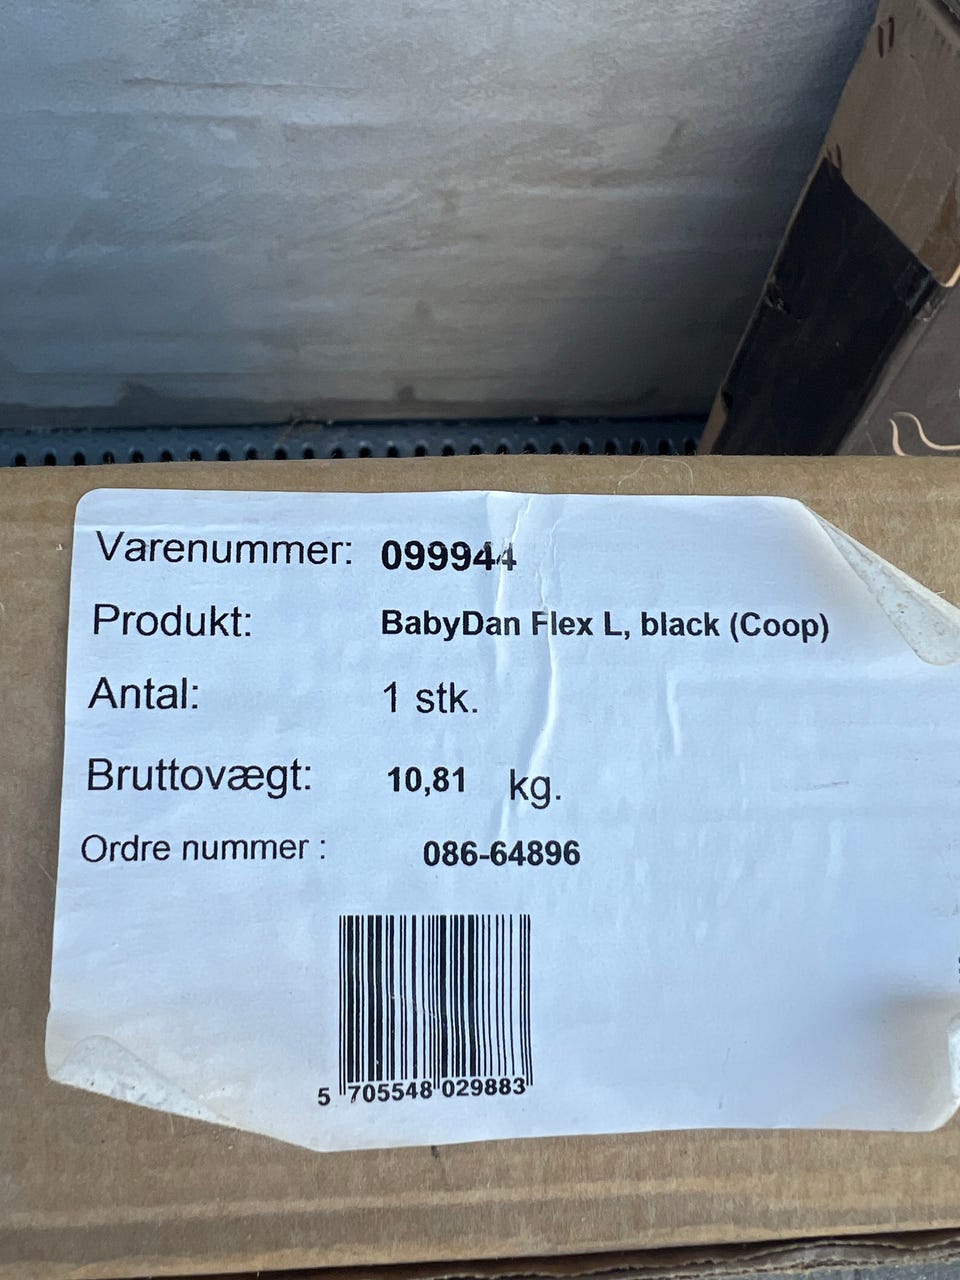 Varenummer: 099944
Produkt: BabyDan Flex L, black (Coop)
Antal: 1 stk.
Bruttovægt: 10,81 kg.
Ordre nummer : 086-64896
5 705548 029883